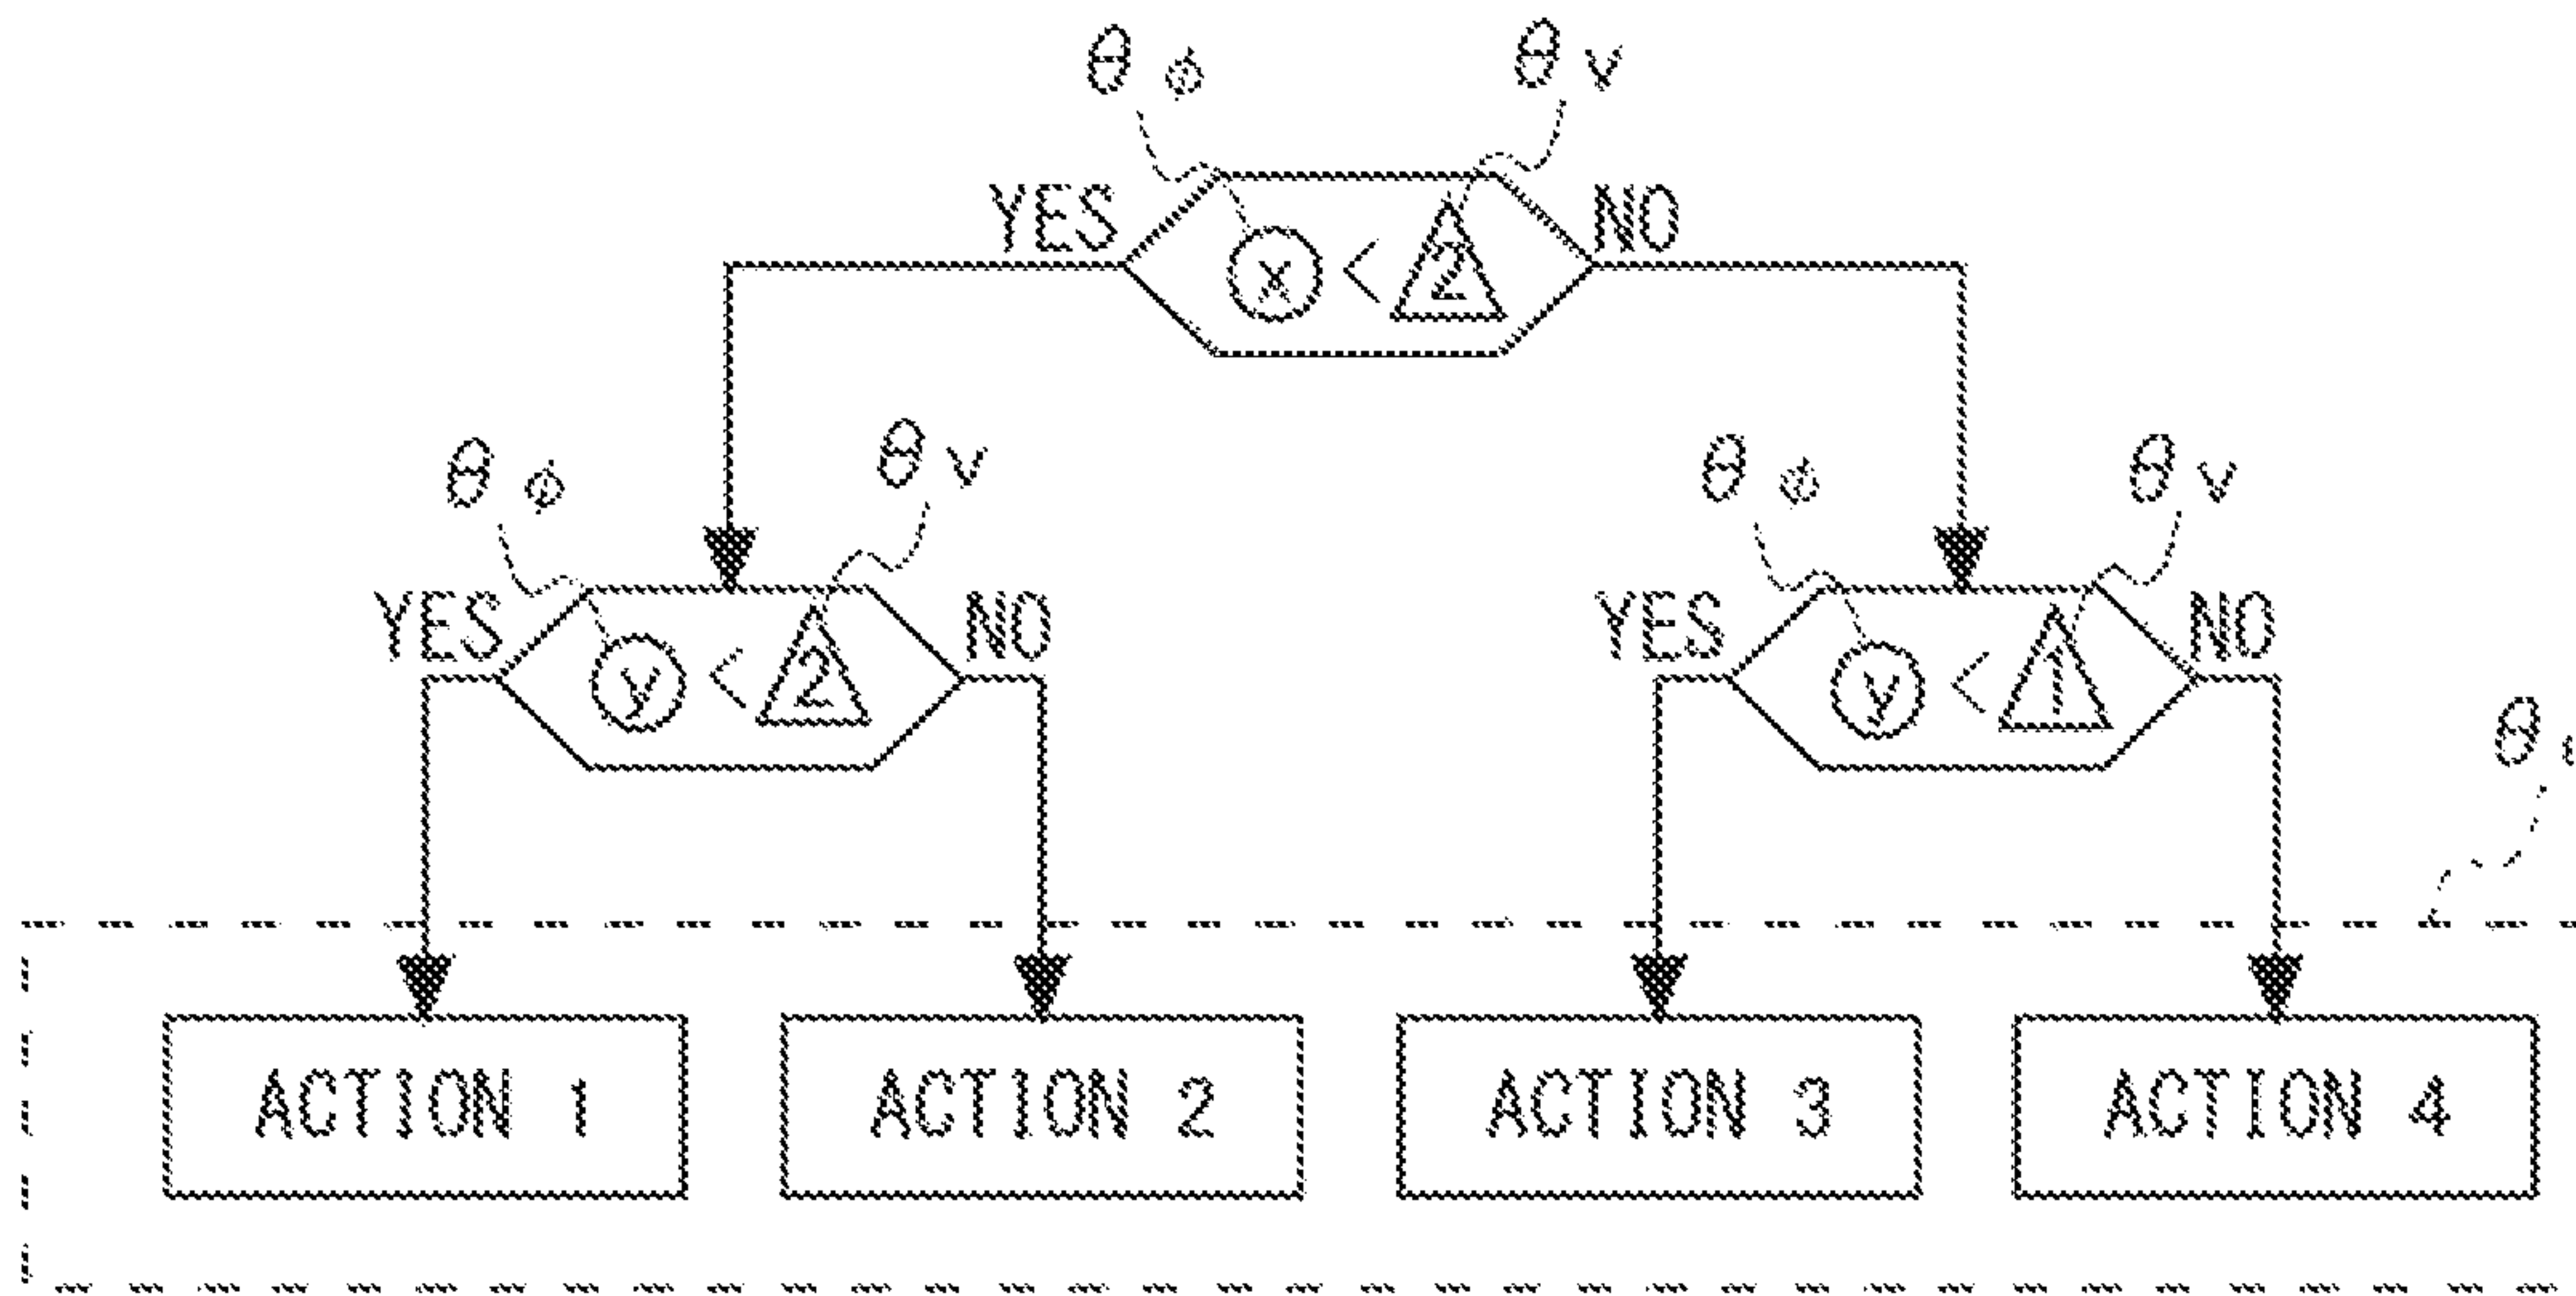 θφ θv
YES x < 2 NO
θφ θv θφ θv
YES y < 2 NO YES y < 1 NO
θ
ACTION 1 ACTION 2 ACTION 3 ACTION 4